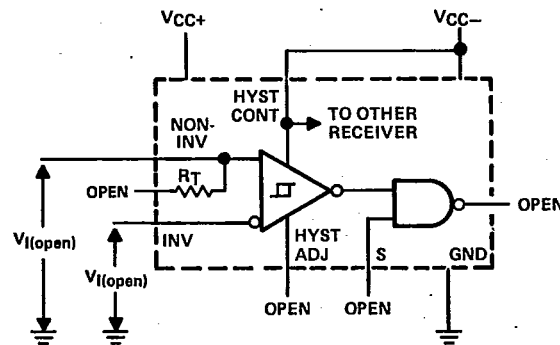 VCC+
VCC–
HYST
CONT
TO OTHER
RECEIVER
NON-
INV
RT
OPEN
OPEN
VI(open)
INV
VI(open)
HYST
ADJ
S
GND
OPEN
OPEN